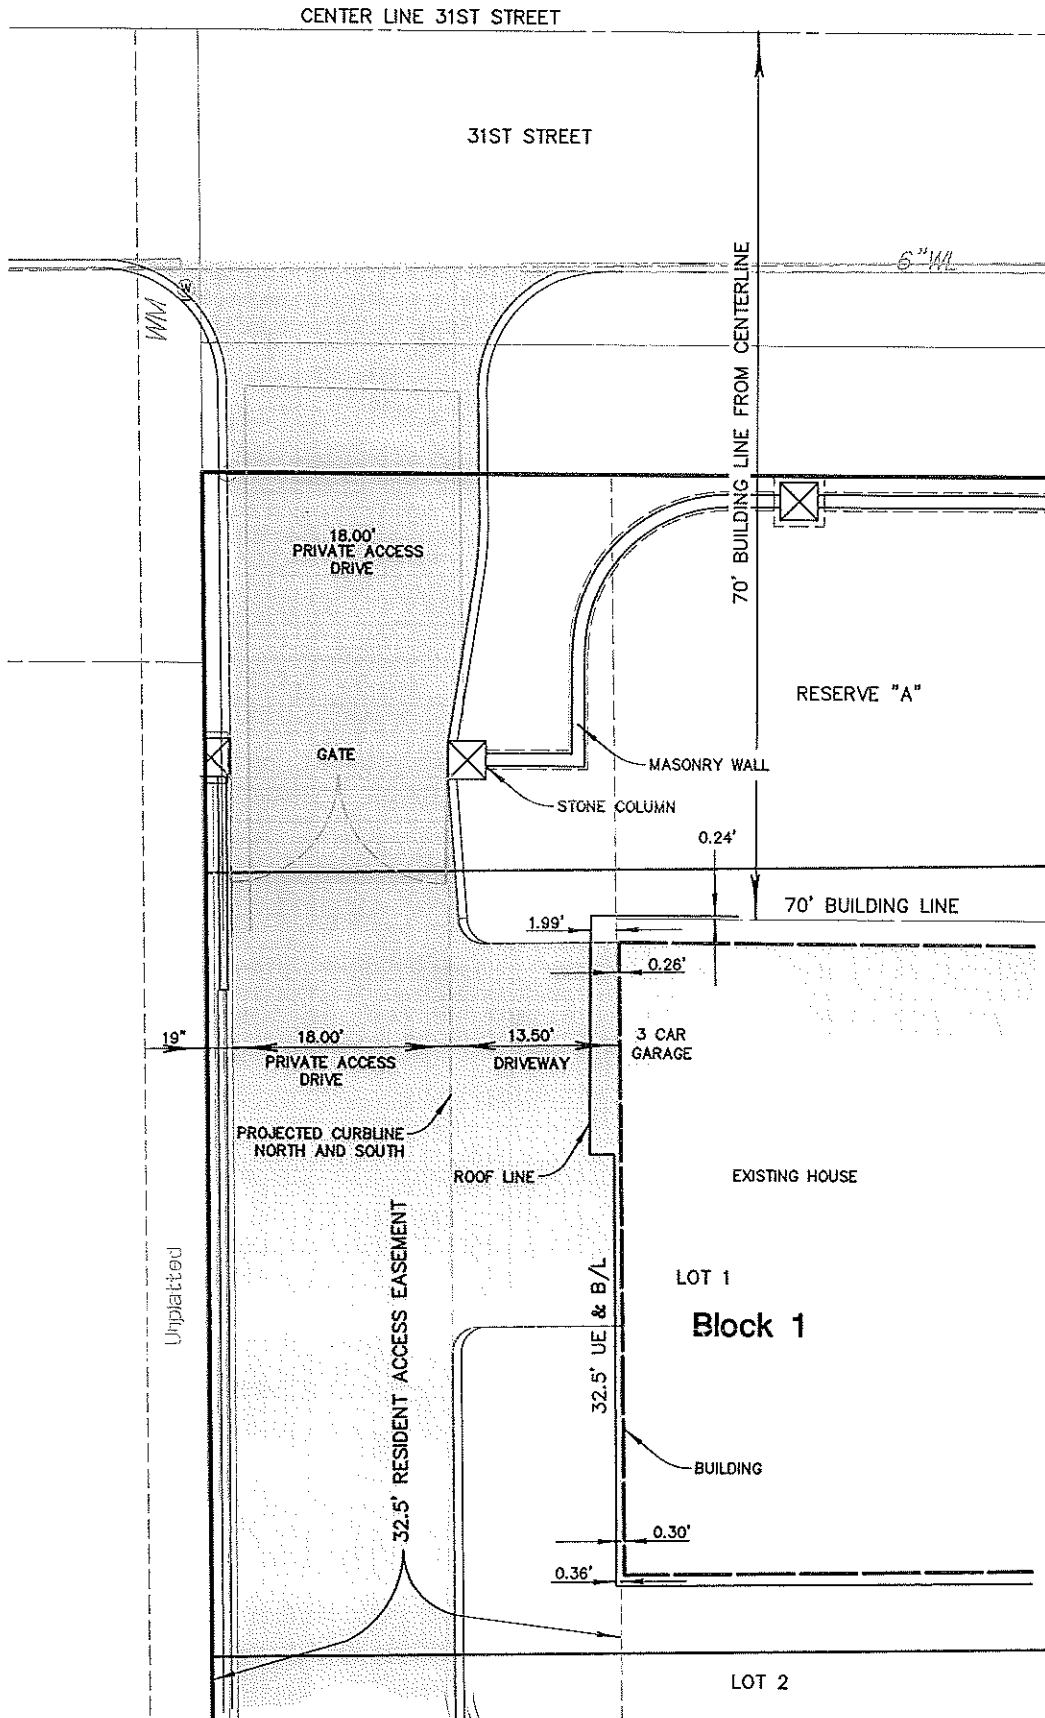 CENTER LINE 31ST STREET
31ST STREET
6"WL
W
WM
70' BUILDING LINE FROM CENTERLINE
18.00'
PRIVATE ACCESS
DRIVE
RESERVE "A"
GATE
MASONRY WALL
STONE COLUMN
0.24'
70' BUILDING LINE
1.99'
0.26'
19"
18.00'
PRIVATE ACCESS
DRIVE
13.50'
DRIVEWAY
3 CAR
GARAGE
PROJECTED CURBLINE
NORTH AND SOUTH
ROOF LINE
EXISTING HOUSE
32.5' RESIDENT ACCESS EASEMENT
Unplatted
32.5' UE & B/L
LOT 1
Block 1
BUILDING
0.30'
0.36'
LOT 2